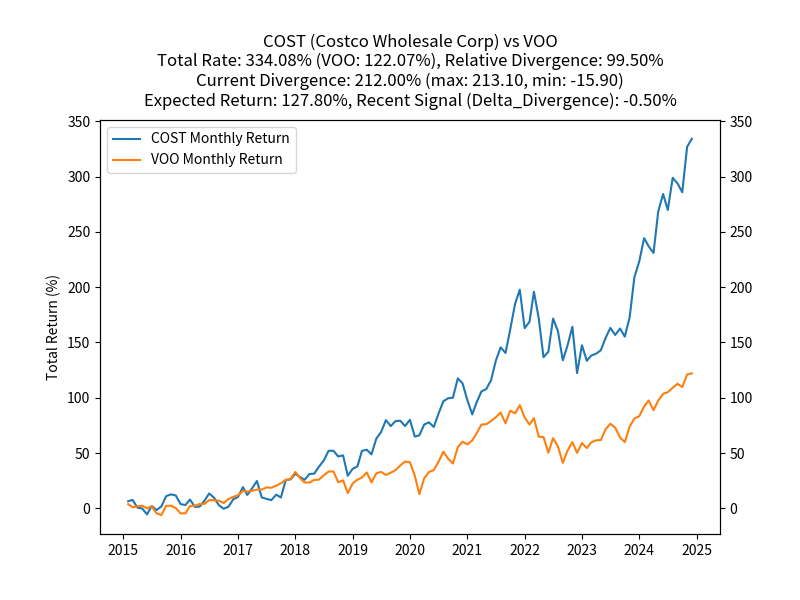 COST (Costco Wholesale Corp) vs VOO
Total Rate: 334.08% (VOO: 122.07%), Relative Divergence: 99.50%
Current Divergence: 212.00% (max: 213.10, min: -15.90)
Expected Return: 127.80%, Recent Signal (Delta_Divergence): -0.50%
COST Monthly Return
VOO Monthly Return
Total Return (%)
350
300
250
200
150
100
50
0
350
300
250
200
150
100
50
0
2015 2016 2017 2018 2019 2020 2021 2022 2023 2024 2025